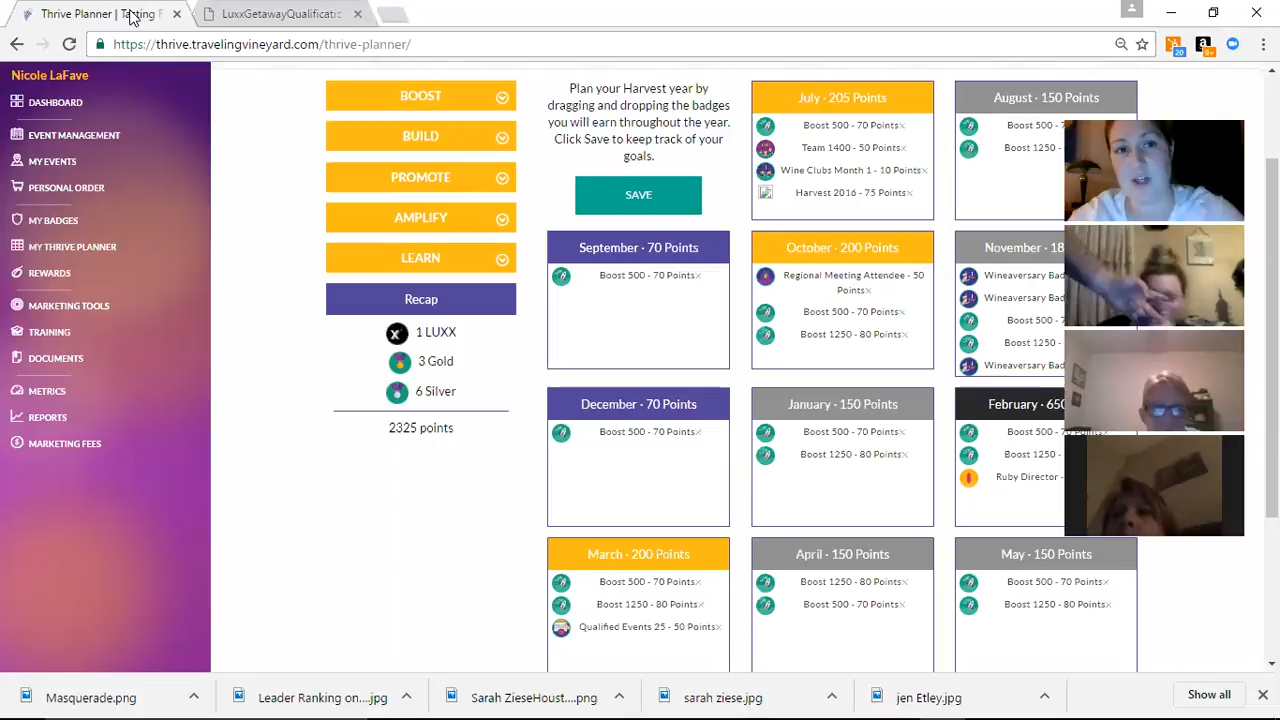 Thrive Planner | Tasting
LuxxGetawayQualificatic
https://thrive.travelingvineyard.com/thrive-planner/
20
9+
Nicole LaFave
DASHBOARD
EVENT MANAGEMENT
MY EVENTS
PERSONAL ORDER
MY BADGES
MY THRIVE PLANNER
REWARDS
MARKETING TOOLS
TRAINING
DOCUMENTS
METRICS
REPORTS
MARKETING FEES
BOOST
BUILD
PROMOTE
AMPLIFY
LEARN
Recap
1 LUXX
3 Gold
6 Silver
2325 points
Plan your Harvest year by
dragging and dropping the badges
you will earn throughout the year.
Click Save to keep track of your
goals.
SAVE
July · 205 Points
Boost 500 - 70 Points×
Team 1400 - 50 Points×
Wine Clubs Month 1 - 10 Points×
Harvest 2016 - 75 Points×
August · 150 Points
Boost 500 - 7
Boost 1250 -
September · 70 Points
Boost 500 - 70 Points×
October · 200 Points
Regional Meeting Attendee - 50
Points×
Boost 500 - 70 Points×
Boost 1250 - 80 Points×
November · 18
Wineaversary Bad
Wineaversary Bad
Boost 500 - 7
Boost 1250 -
Wineaversary Bad
December · 70 Points
Boost 500 - 70 Points×
January · 150 Points
Boost 500 - 70 Points×
Boost 1250 - 80 Points×
February · 650
Boost 500 - 7
Boost 1250 -
Ruby Director -
March · 200 Points
Boost 500 - 70 Points×
Boost 1250 - 80 Points×
Qualified Events 25 - 50 Points×
April · 150 Points
Boost 1250 - 80 Points×
Boost 500 - 70 Points×
May · 150 Points
Boost 500 - 70 Points×
Boost 1250 - 80 Points×
Masquerade.png
Leader Ranking on....jpg
Sarah ZieseHoust....png
sarah ziese.jpg
jen Etley.jpg
Show all